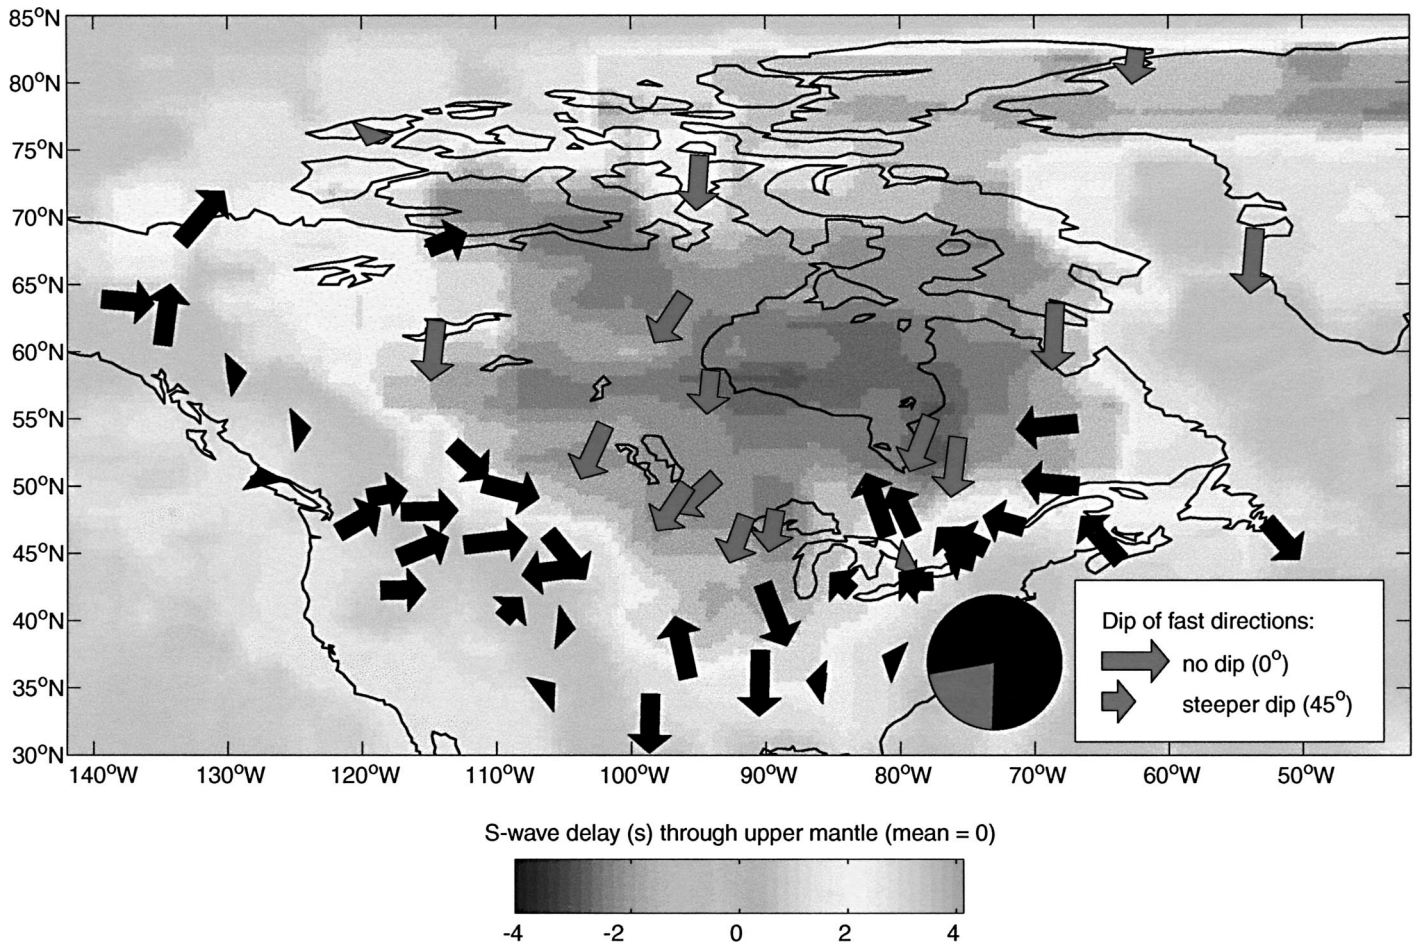 85°N
80°N
75°N
70°N
65°N
60°N
55°N
50°N
45°N
40°N
35°N
30°N
Dip of fast directions:
no dip (0°)
steeper dip (45°)
140°W 130°W 120°W 110°W 100°W 90°W 80°W 70°W 60°W 50°W
S-wave delay (s) through upper mantle (mean = 0)
-4 -2 0 2 4